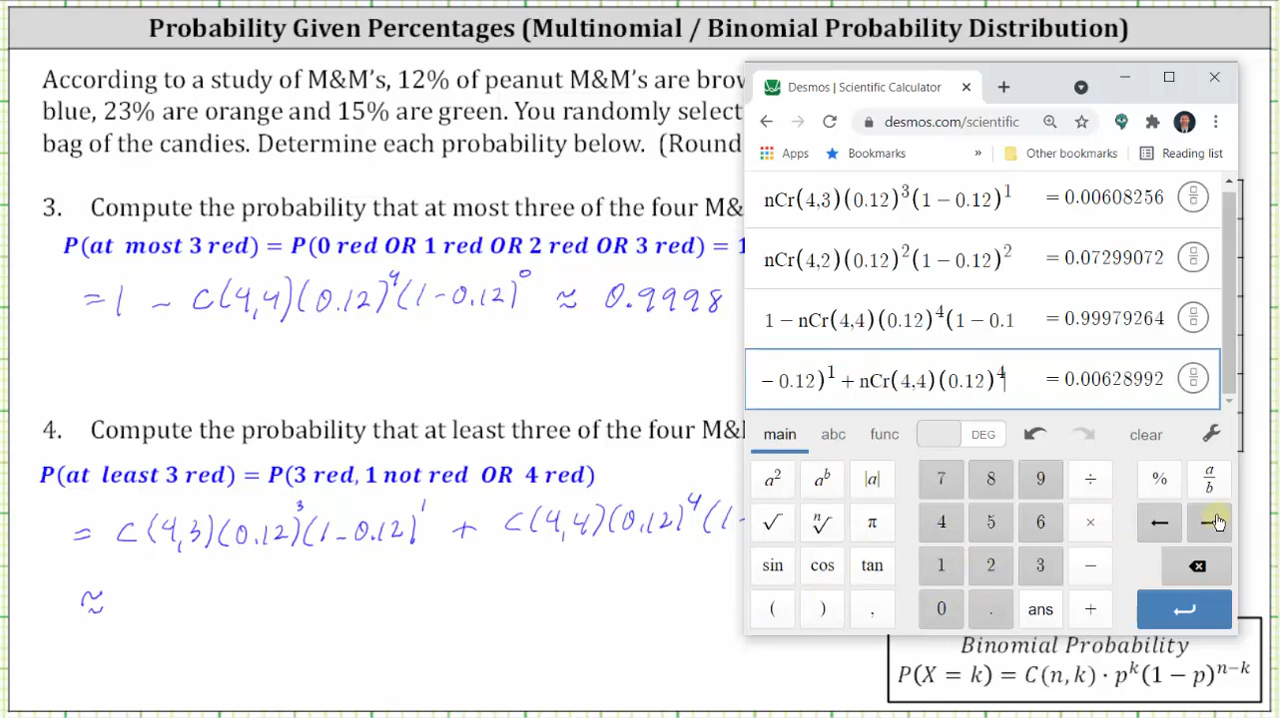 Probability Given Percentages (Multinomial / Binomial Probability Distribution)
According to a study of M&M's, 12% of peanut M&M's are
blue, 23% are orange and 15% are green. You randomly select
bag of the candies. Determine each probability below. (Round
3. Compute the probability that at most three of the four
P(at most 3 red) = P(0 red OR 1 red OR 2 red OR 3 red) = 1
= 1 - C(4,4)(0.12)^4(1-0.12)^0 ≈ 0.9998
4. Compute the probability that at least three of the four
P(at least 3 red) = P(3 red, 1 not red OR 4 red)
= C(4,3)(0.12)^3(1-0.12)^1 + C(4,4)(0.12)^4(1-
≈
Desmos | Scientific Calculator
desmos.com/scientific
Apps Bookmarks » Other bookmarks Reading list
nCr(4,3)(0.12)^3(1-0.12)^1 = 0.00608256
nCr(4,2)(0.12)^2(1-0.12)^2 = 0.07299072
1-nCr(4,4)(0.12)^4(1-0.1 = 0.99979264
-0.12)^1+nCr(4,4)(0.12)^4 = 0.00628992
main abc func DEG clear
a^2 a^b |a| 7 8 9 ÷ % a/b
√ n√ π 4 5 6 × ← →
sin cos tan 1 2 3 −
( ) , 0 . ans +
Binomial Probability
P(X = k) = C(n, k) · p^k(1 − p)^{n−k}